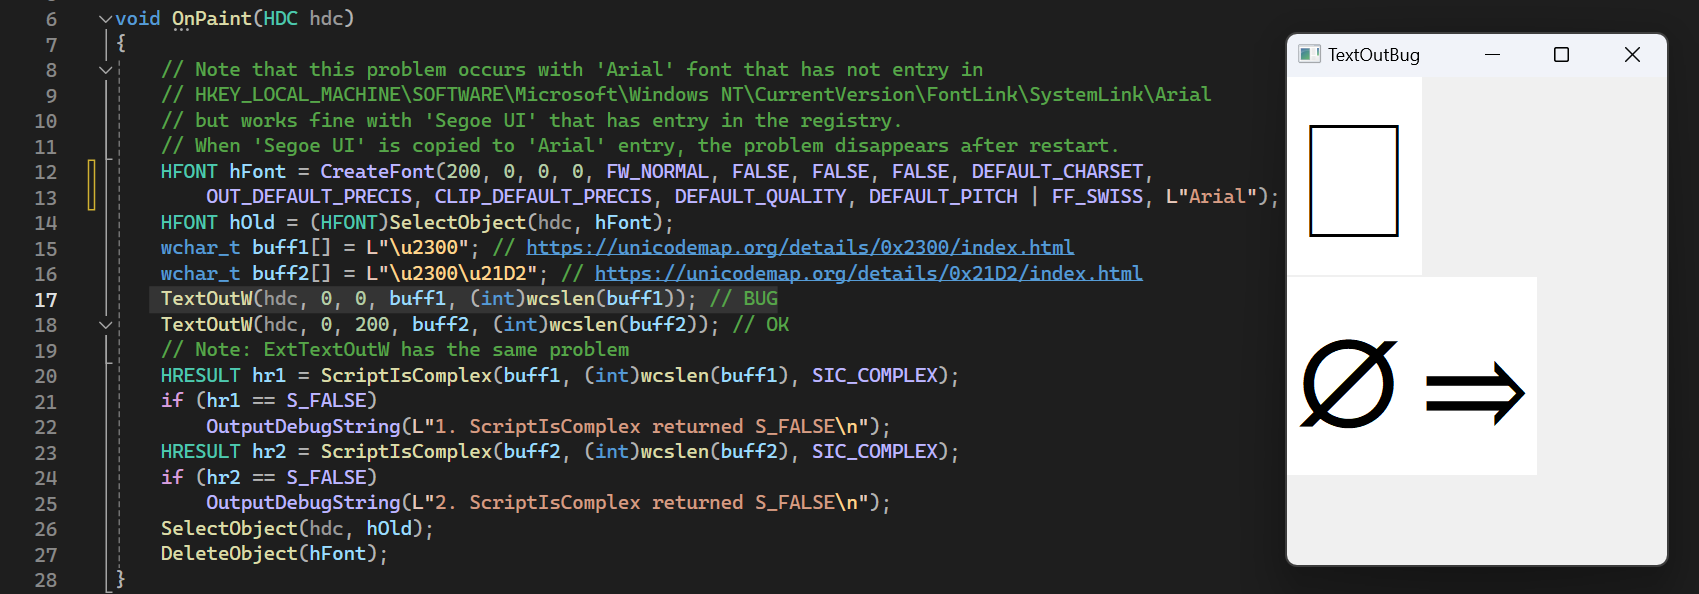 6 void OnPaint(HDC hdc)
7 {
8 // Note that this problem occurs with 'Arial' font that has not entry in
9 // HKEY_LOCAL_MACHINE\SOFTWARE\Microsoft\Windows NT\CurrentVersion\FontLink\SystemLink\Arial
10 // but works fine with 'Segoe UI' that has entry in the registry.
11 // When 'Segoe UI' is copied to 'Arial' entry, the problem disappears after restart.
12 HFONT hFont = CreateFont(200, 0, 0, 0, FW_NORMAL, FALSE, FALSE, FALSE, DEFAULT_CHARSET,
13 OUT_DEFAULT_PRECIS, CLIP_DEFAULT_PRECIS, DEFAULT_QUALITY, DEFAULT_PITCH | FF_SWISS, L"Arial");
14 HFONT hOld = (HFONT)SelectObject(hdc, hFont);
15 wchar_t buff1[] = L"\u2300"; // https://unicodemap.org/details/0x2300/index.html
16 wchar_t buff2[] = L"\u2300\u21D2"; // https://unicodemap.org/details/0x21D2/index.html
17 TextOutW(hdc, 0, 0, buff1, (int)wcslen(buff1)); // BUG
18 TextOutW(hdc, 0, 200, buff2, (int)wcslen(buff2)); // OK
19 // Note: ExtTextOutW has the same problem
20 HRESULT hr1 = ScriptIsComplex(buff1, (int)wcslen(buff1), SIC_COMPLEX);
21 if (hr1 == S_FALSE)
22 OutputDebugString(L"1. ScriptIsComplex returned S_FALSE\n");
23 HRESULT hr2 = ScriptIsComplex(buff2, (int)wcslen(buff2), SIC_COMPLEX);
24 if (hr2 == S_FALSE)
25 OutputDebugString(L"2. ScriptIsComplex returned S_FALSE\n");
26 SelectObject(hdc, hOld);
27 DeleteObject(hFont);
28 }
TextOutBug
□
⌀⇒